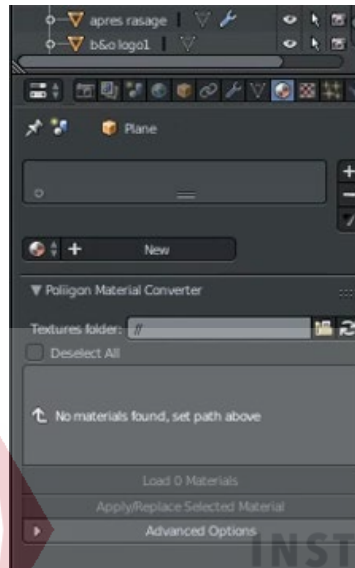 apres rasage
b&o logo1
Plane
New
Poliigon Material Converter
Textures folder: //
Deselect All
No materials found, set path above
Load 0 Materials
Apply/Replace Selected Material
Advanced Options
INST